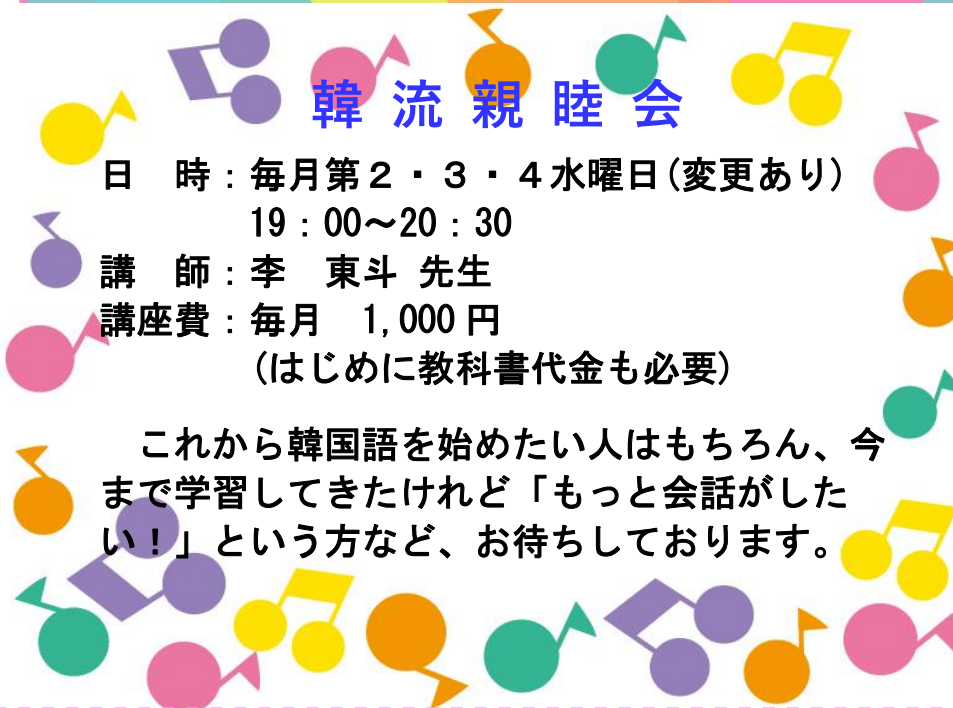 韓流親睦会
日　時：毎月第２・３・４水曜日(変更あり)
19：00～20：30
講　師：李　東斗 先生
講座費：毎月　1,000円
(はじめに教科書代金も必要)
これから韓国語を始めたい人はもちろん、今
まで学習してきたけれど「もっと会話がした
い！」という方など、お待ちしております。